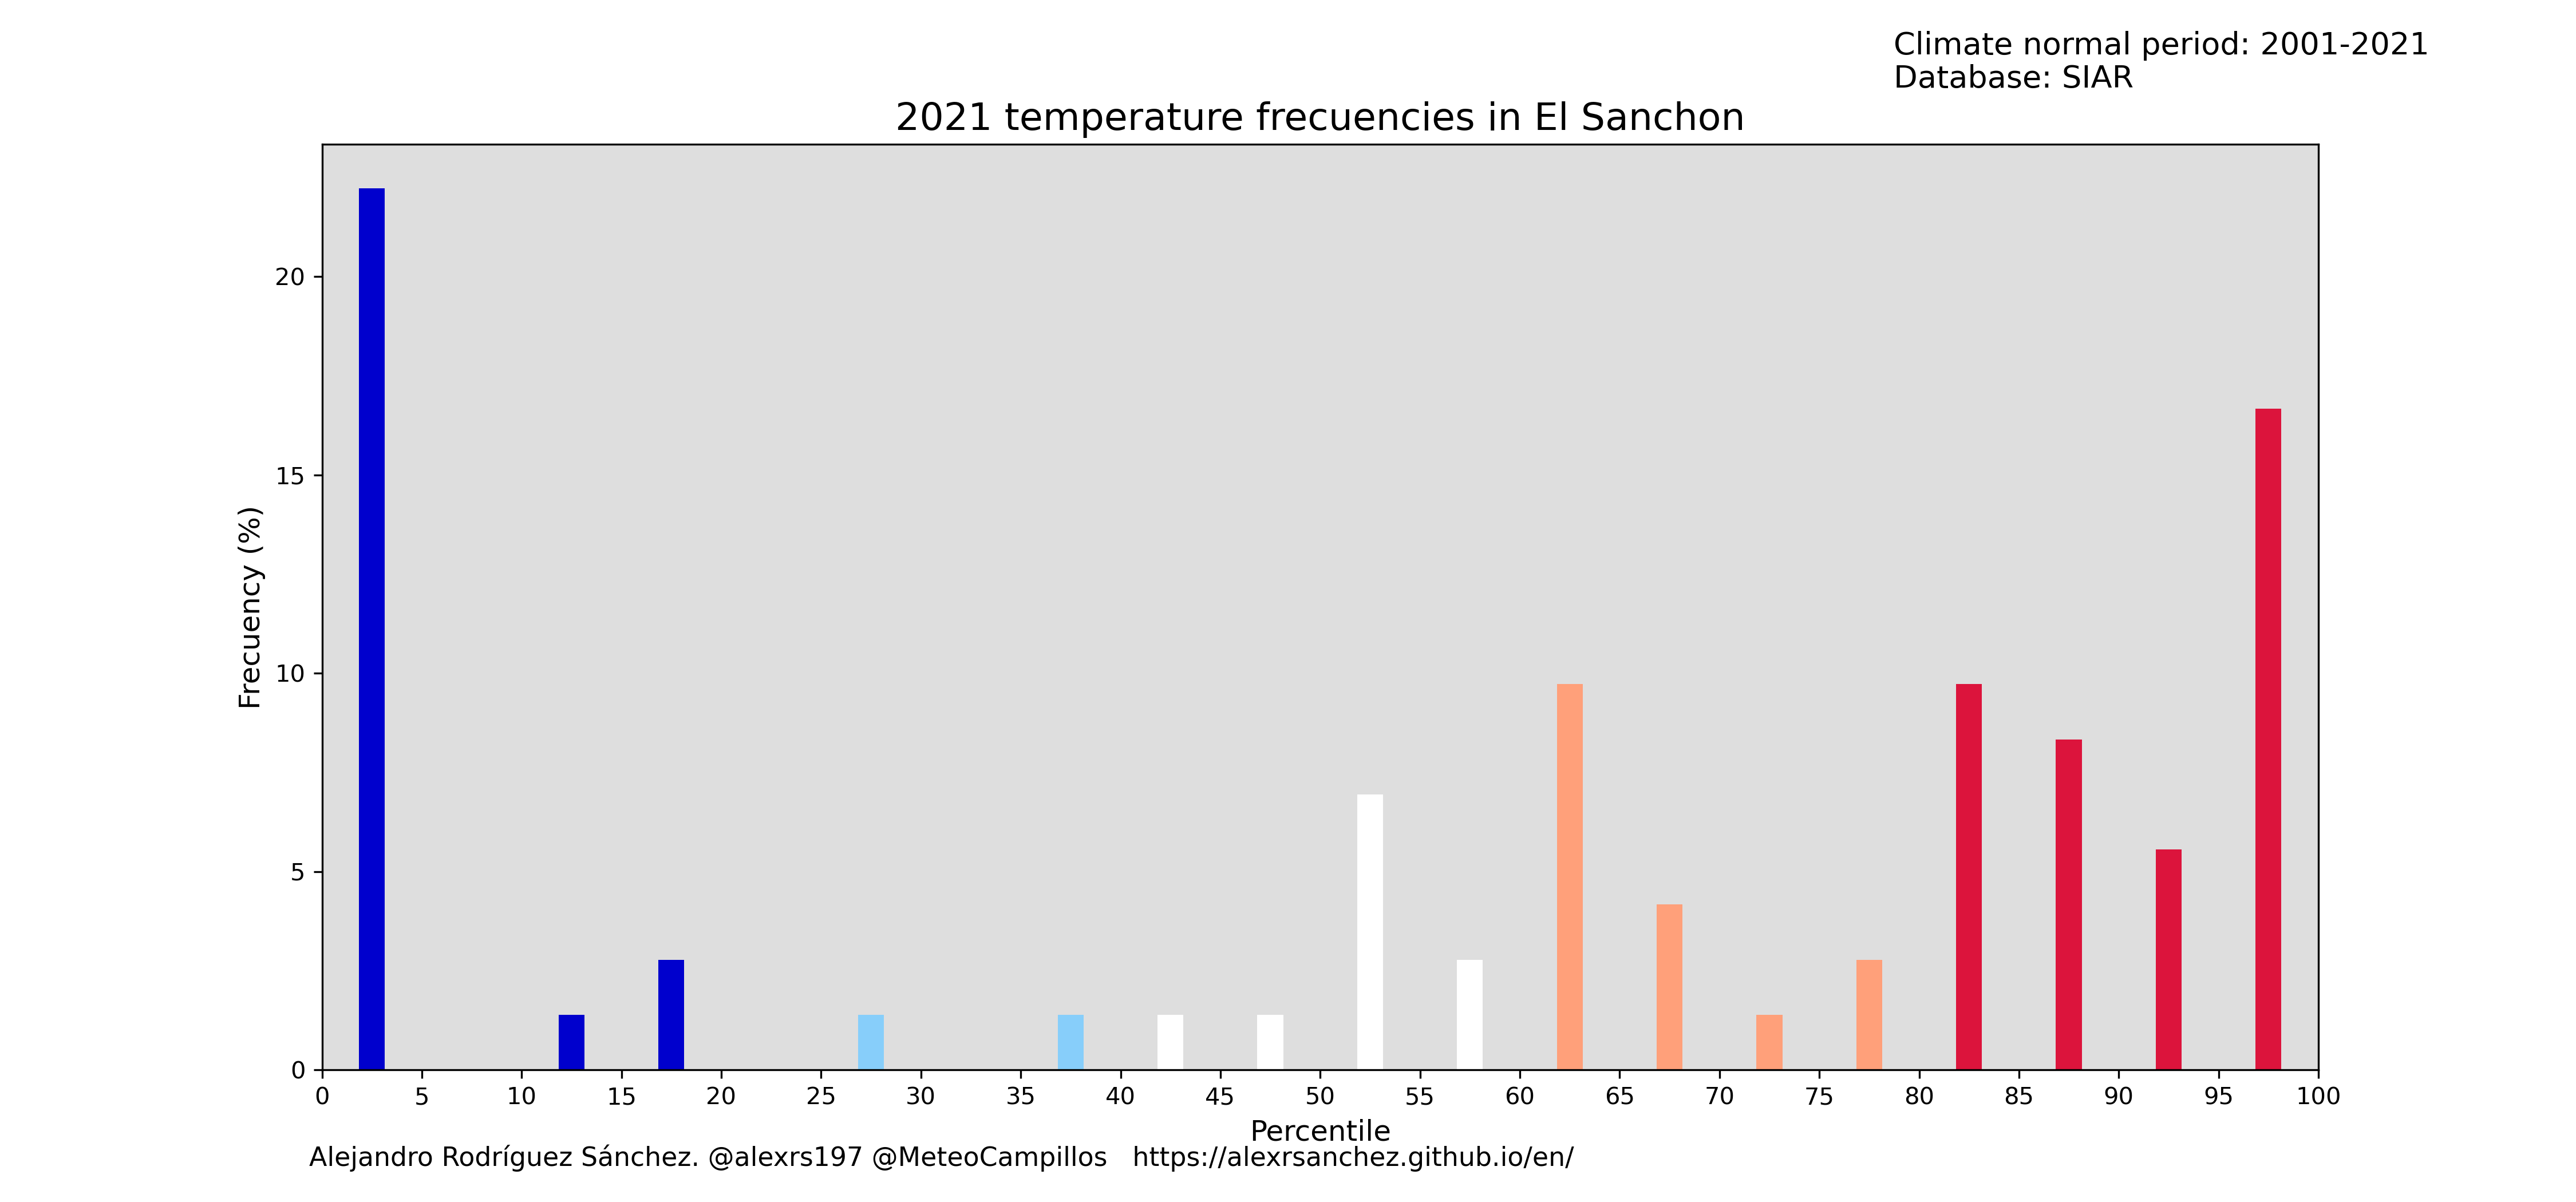 Climate normal period: 2001-2021
Database: SIAR
2021 temperature frecuencies in El Sanchon
Frecuency (%)
20
15
10
5
0
0 5 10 15 20 25 30 35 40 45 50 55 60 65 70 75 80 85 90 95 100
Percentile
Alejandro Rodríguez Sánchez. @alexrs197 @MeteoCampillos https://alexrsanchez.github.io/en/